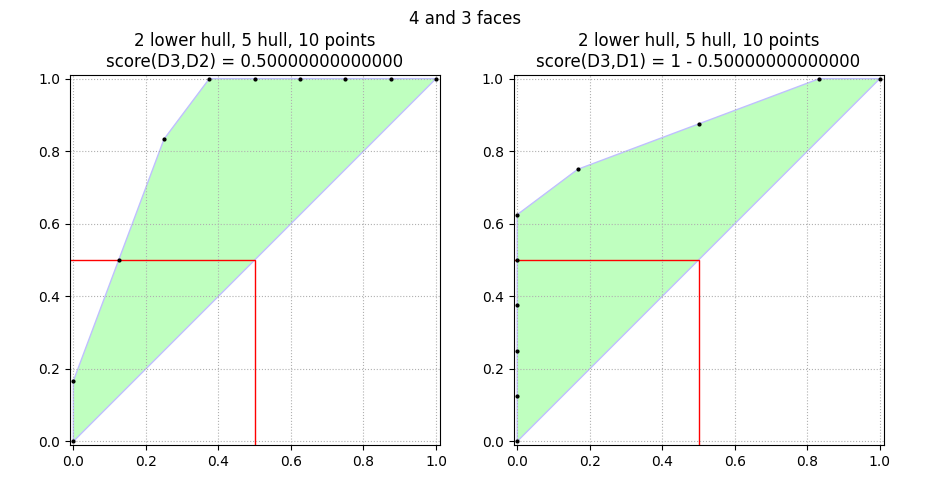 4 and 3 faces
2 lower hull, 5 hull, 10 points
score(D3,D2) = 0.50000000000000
1.0
0.8
0.6
0.4
0.2
0.0
0.0 0.2 0.4 0.6 0.8 1.0
2 lower hull, 5 hull, 10 points
score(D3,D1) = 1 - 0.50000000000000
1.0
0.8
0.6
0.4
0.2
0.0
0.0 0.2 0.4 0.6 0.8 1.0